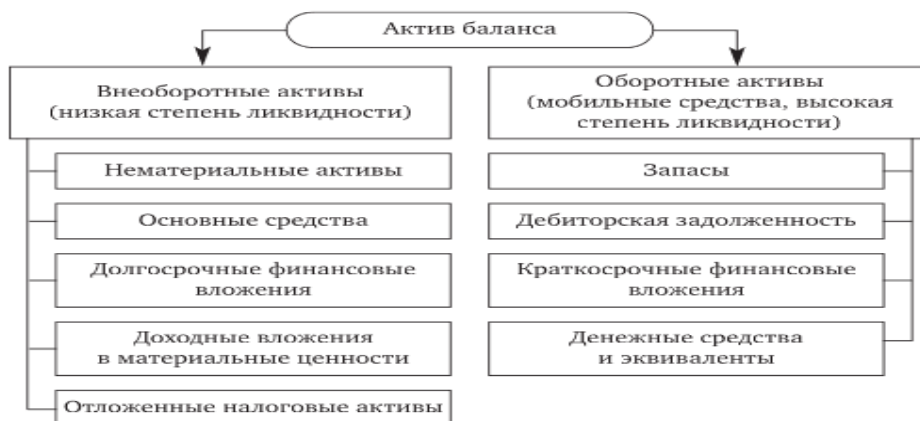 Актив баланса
Внеоборотные активы
(низкая степень ликвидности)
Нематериальные активы
Основные средства
Долгосрочные финансовые
вложения
Доходные вложения
в материальные ценности
Отложенные налоговые активы
Оборотные активы
(мобильные средства, высокая
степень ликвидности)
Запасы
Дебиторская задолженность
Краткосрочные финансовые
вложения
Денежные средства
и эквиваленты